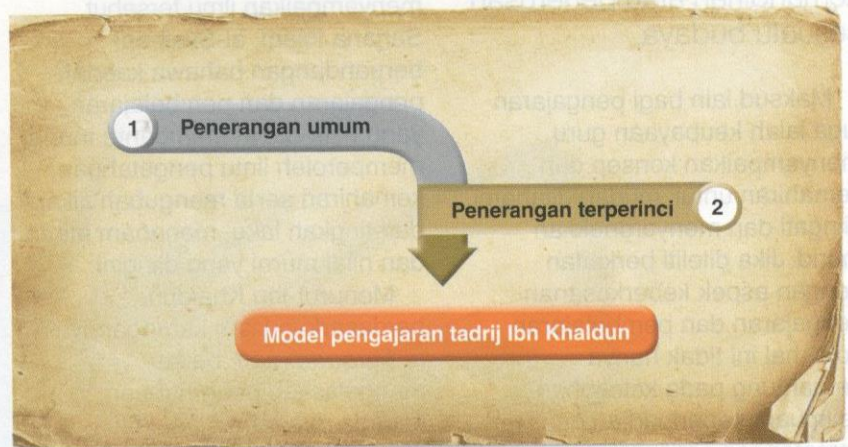 1 Penerangan umum
Penerangan terperinci 2
Model pengajaran tadrij Ibn Khaldun